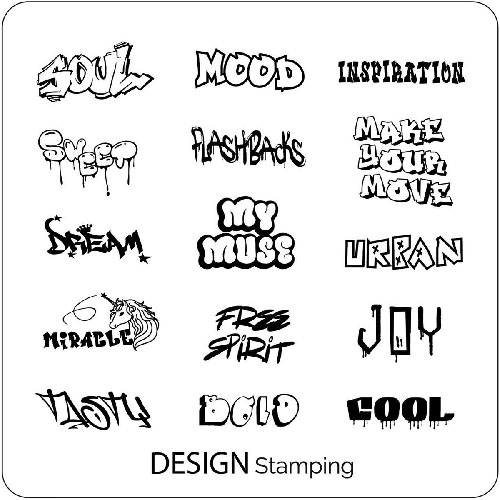 SOUL
MOOD
INSPIRATION
SWEET
FLASHBACKS
MAKE
YOUR
MOVE
DREAM
MY
MUSE
URBAN
MIRACLE
FREE
SPIRIT
JOY
TASTY
BOLD
COOL
DESIGN Stamping